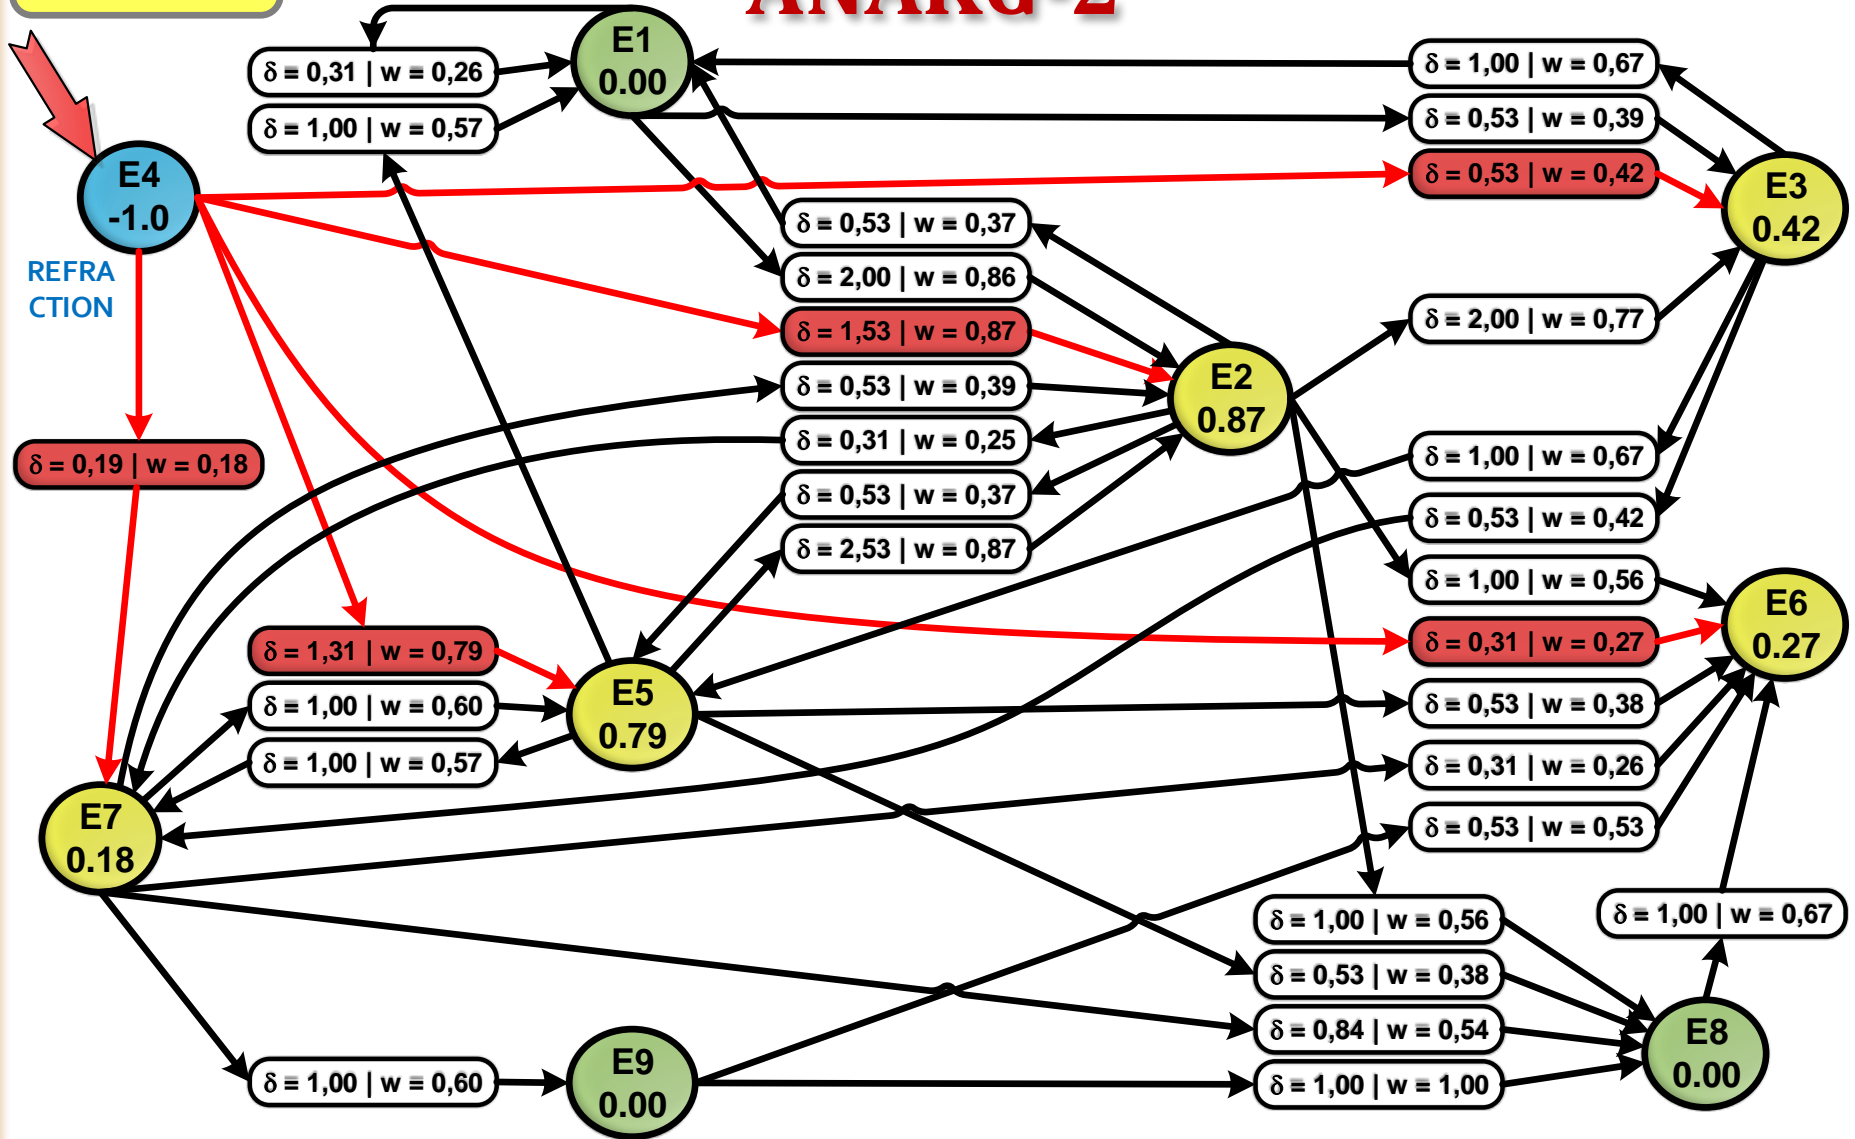 ANAKG-2
E1
0.00
δ = 0,31 | w = 0,26
δ = 1,00 | w = 0,57
δ = 1,00 | w = 0,67
δ = 0,53 | w = 0,39
δ = 0,53 | w = 0,42
E4
-1.0
REFRA
CTION
E3
0.42
δ = 0,53 | w = 0,37
δ = 2,00 | w = 0,86
δ = 1,53 | w = 0,87
δ = 0,53 | w = 0,39
δ = 0,31 | w = 0,25
δ = 0,53 | w = 0,37
δ = 2,53 | w = 0,87
E2
0.87
δ = 2,00 | w = 0,77
δ = 1,00 | w = 0,67
δ = 0,53 | w = 0,42
δ = 1,00 | w = 0,56
δ = 0,31 | w = 0,27
δ = 0,53 | w = 0,38
δ = 0,31 | w = 0,26
δ = 0,53 | w = 0,53
E6
0.27
δ = 0,19 | w = 0,18
δ = 1,31 | w = 0,79
δ = 1,00 | w = 0,60
δ = 1,00 | w = 0,57
E5
0.79
E7
0.18
δ = 1,00 | w = 0,56
δ = 0,53 | w = 0,38
δ = 0,84 | w = 0,54
δ = 1,00 | w = 1,00
δ = 1,00 | w = 0,67
E8
0.00
δ = 1,00 | w = 0,60
E9
0.00